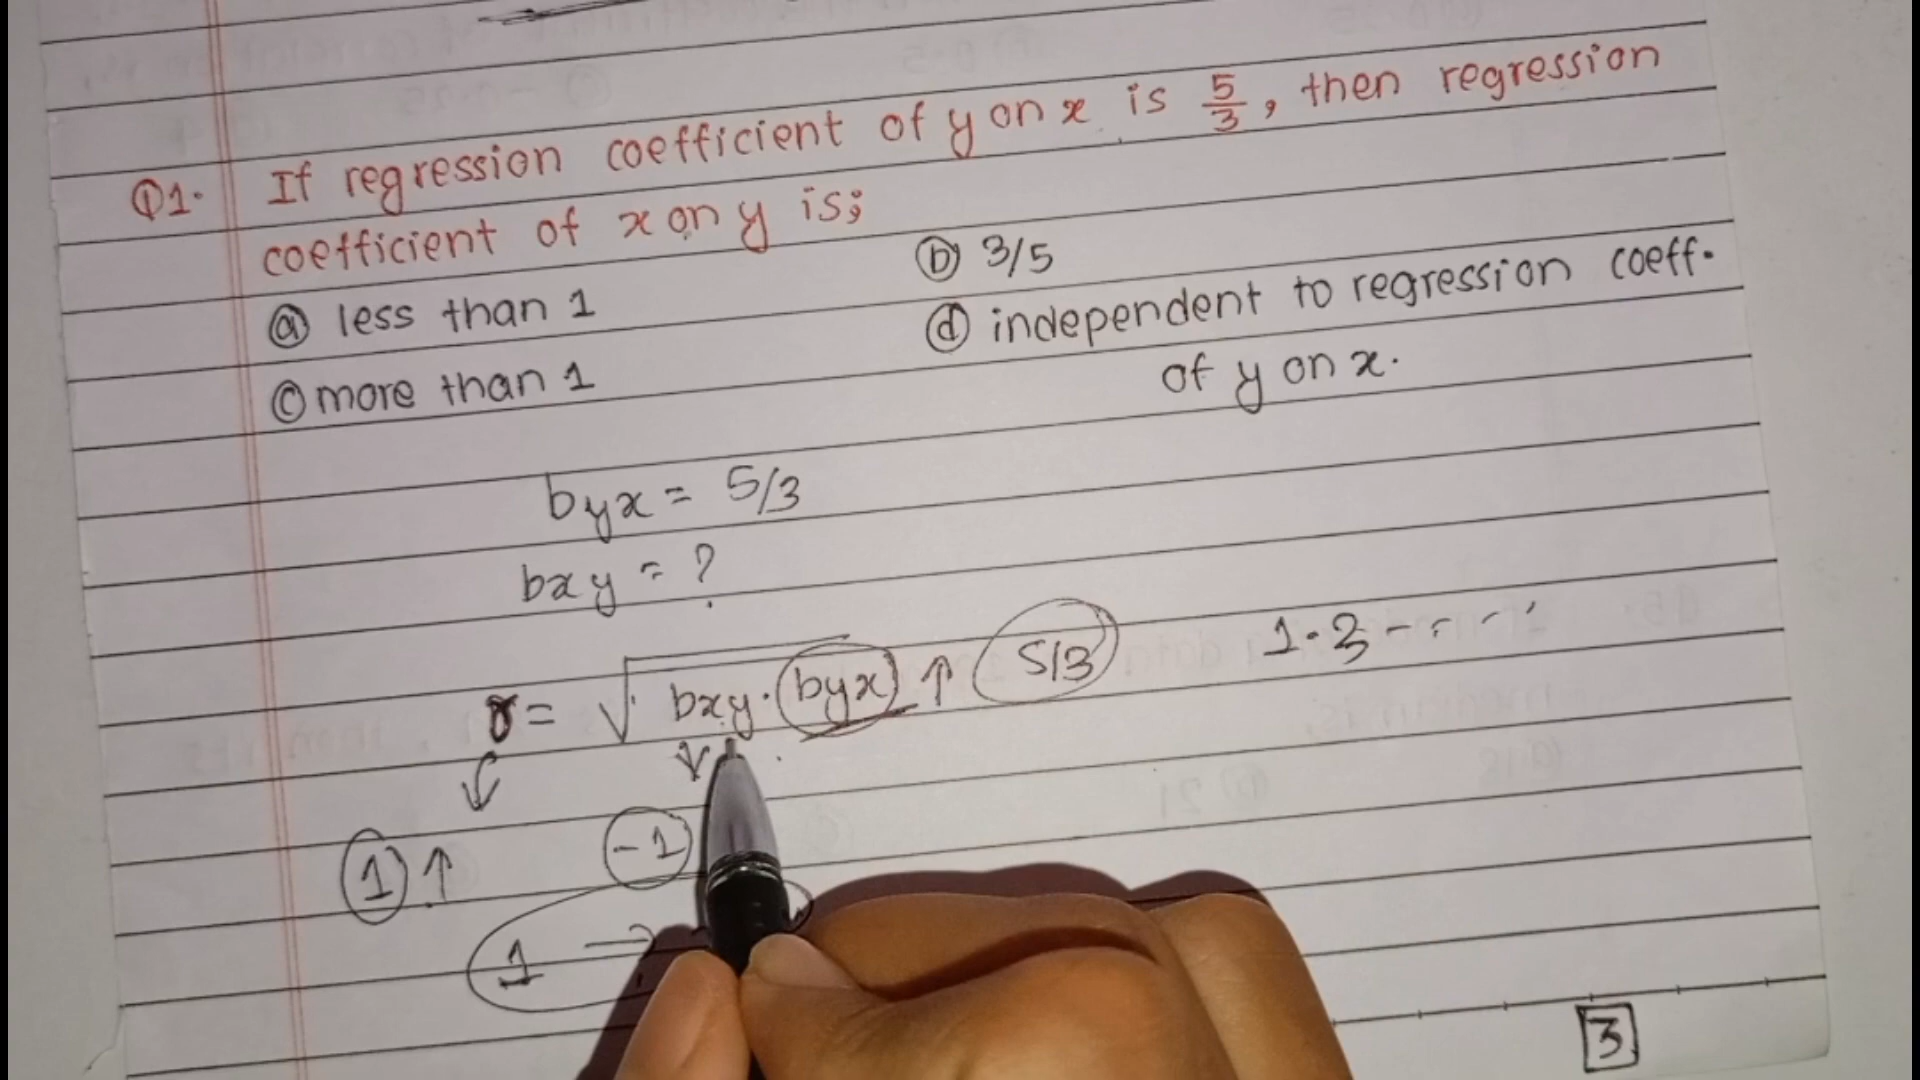 Q1. If regression coefficient of y on x is 5/3, then regression
coefficient of x on y is;
ⓐ less than 1
ⓑ 3/5
ⓒ more than 1
ⓓ independent to regression coeff.
of y on x.
byx = 5/3
bxy = ?
r = √bxy . byx ↑ 5/3
1.3 - - - -
1 ↑
-1
1 →
3